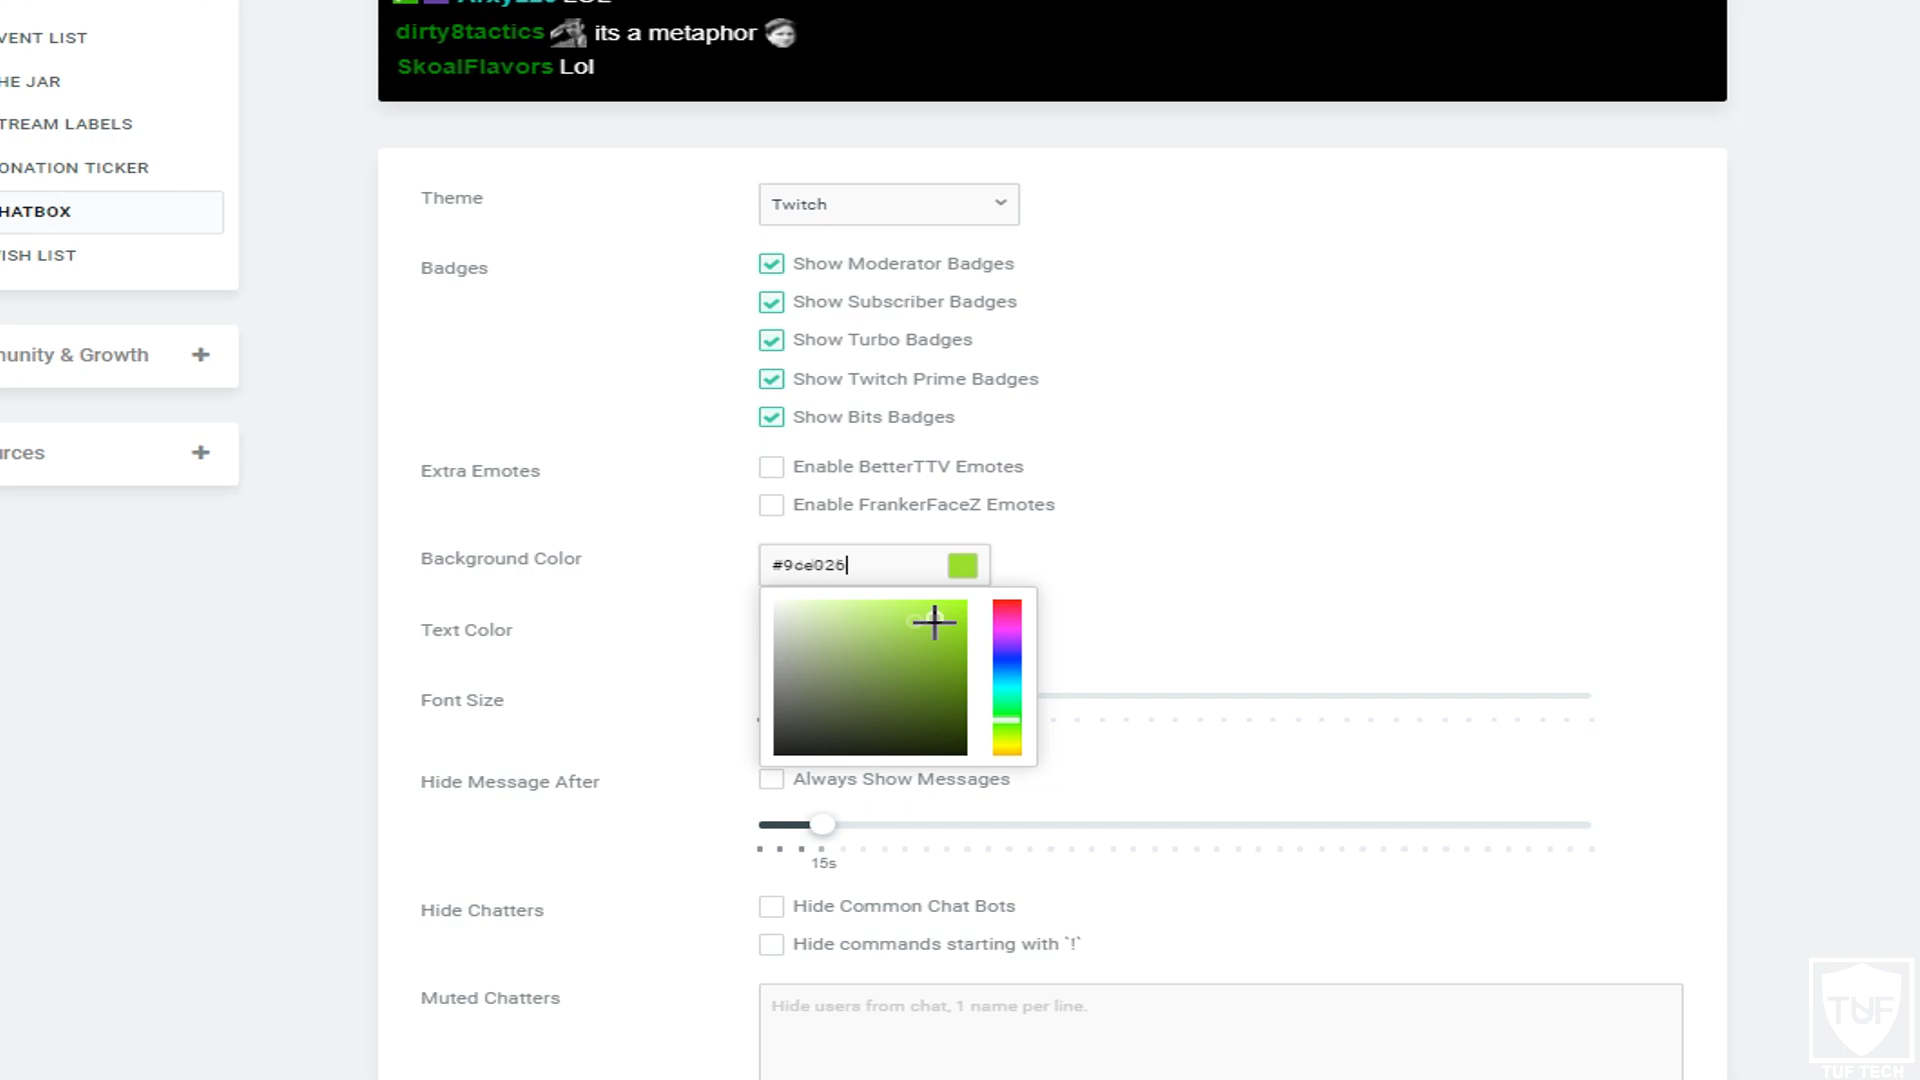 LOL
dirty8tactics its a metaphor
SkoalFlavors Lol
VENT LIST
HE JAR
TREAM LABELS
ONATION TICKER
HATBOX
ISH LIST
munity & Growth +
urces +
Theme
Twitch
Badges
Show Moderator Badges
Show Subscriber Badges
Show Turbo Badges
Show Twitch Prime Badges
Show Bits Badges
Extra Emotes
Enable BetterTTV Emotes
Enable FrankerFaceZ Emotes
Background Color
#9ce026
Text Color
Font Size
Hide Message After
Always Show Messages
15s
Hide Chatters
Hide Common Chat Bots
Hide commands starting with `!`
Muted Chatters
Hide users from chat, 1 name per line.
TUF
TUF TECH